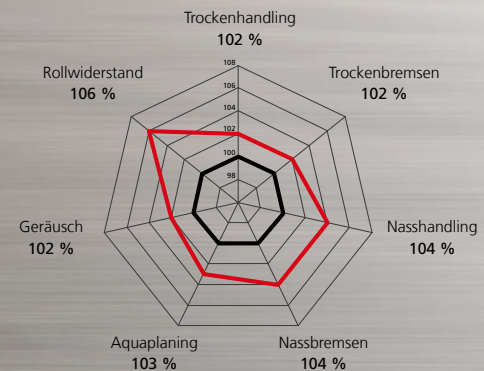 Trockenhandling
102 %
Rollwiderstand
106 %
Trockenbremsen
102 %
108
106
104
102
100
98
Geräusch
102 %
Nasshandling
104 %
Aquaplaning
103 %
Nassbremsen
104 %